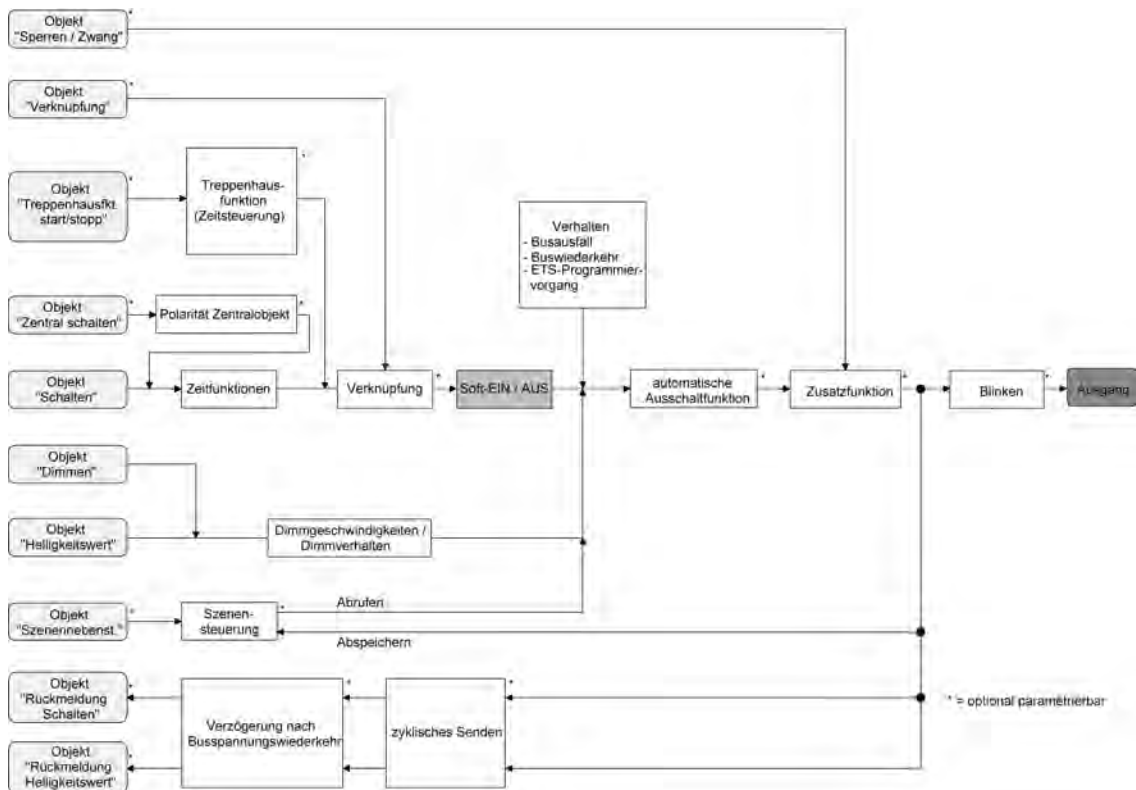 Objekt
"Sperren / Zwang"
*
Objekt
"Verknüpfung"
*
Objekt
"Treppenhausfkt.
start/stopp"
*
Treppenhaus-
funktion
(Zeitsteuerung)
*
Verhalten
- Busausfall
- Buswiederkehr
- ETS-Programmier-
vorgang
Objekt
"Zentral schalten"
*
Polarität Zentralobjekt
*
Objekt
"Schalten"
Zeitfunktionen
Verknüpfung
*
Soft-EIN / AUS
automatische
Ausschaltfunktion
*
Zusatzfunktion
*
Blinken
*
Ausgang
Objekt
"Dimmen"
Objekt
"Helligkeitswert"
Dimmgeschwindigkeiten /
Dimmverhalten
Objekt
"Szenennebenst."
*
Szenen-
steuerung
*
Abrufen
Abspeichern
Objekt
"Rückmeldung
Schalten"
*
Verzögerung nach
Busspannungswiederkehr
*
zyklisches Senden
*
* = optional parametrierbar
Objekt
"Rückmeldung
Helligkeitswert"
*